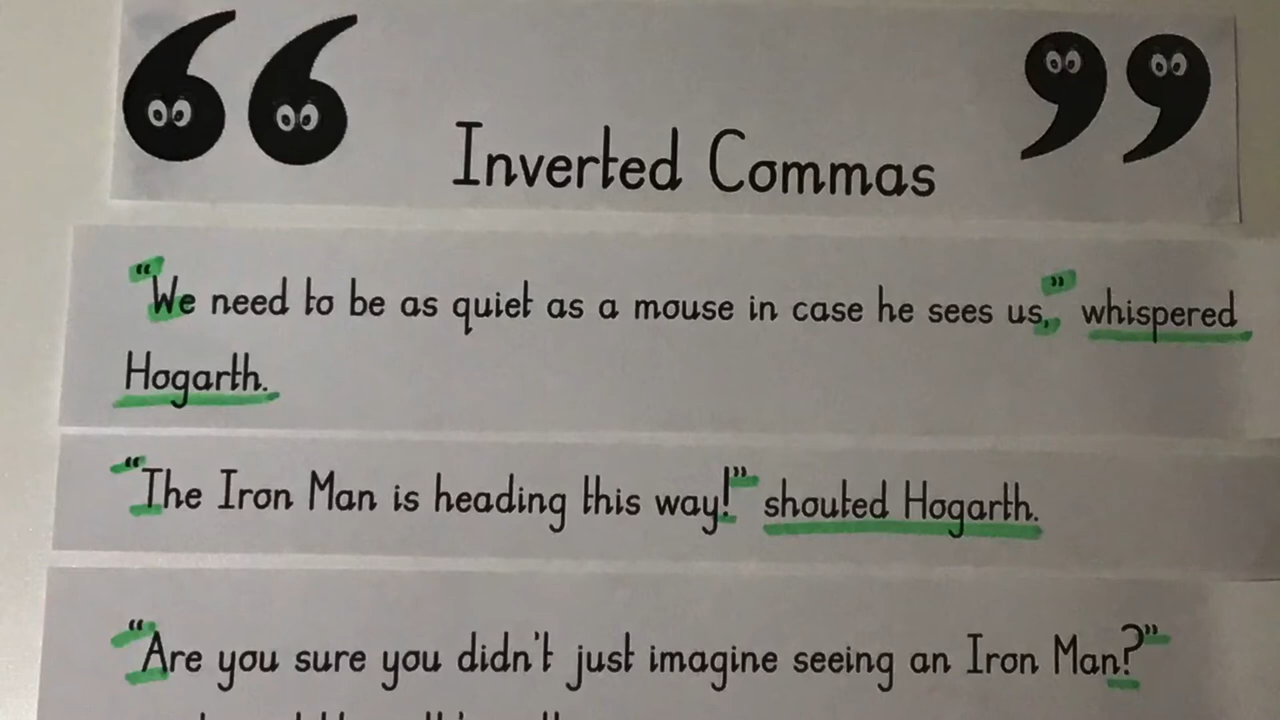 Inverted Commas
“We need to be as quiet as a mouse in case he sees us,” whispered
Hogarth.
“The Iron Man is heading this way!” shouted Hogarth.
“Are you sure you didn't just imagine seeing an Iron Man?”